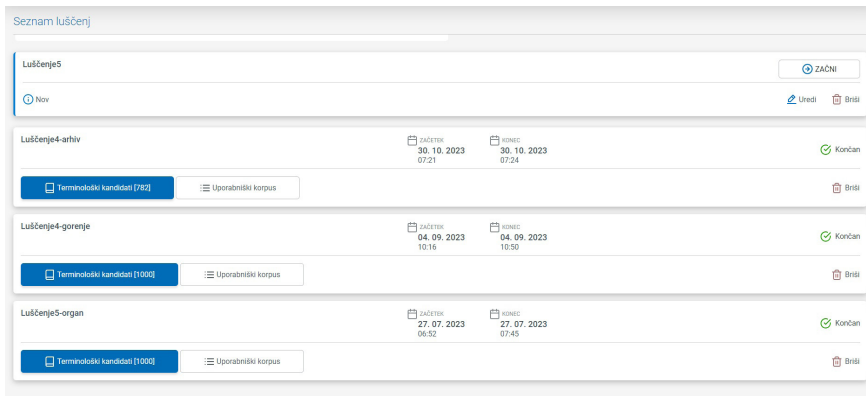 Seznam luščenj
Luščenje5
ZAČNI
Nov
Uredi Briši
Luščenje4-arhiv
ZAČETEK KONEC
30. 10. 2023 30. 10. 2023
07:21 07:24
Končan
Terminološki kandidati [782] Uporabniški korpus
Briši
Luščenje4-gorenje
ZAČETEK KONEC
04. 09. 2023 04. 09. 2023
10:16 10:50
Končan
Terminološki kandidati [1000] Uporabniški korpus
Briši
Luščenje5-organ
ZAČETEK KONEC
27. 07. 2023 27. 07. 2023
06:52 07:45
Končan
Terminološki kandidati [1000] Uporabniški korpus
Briši